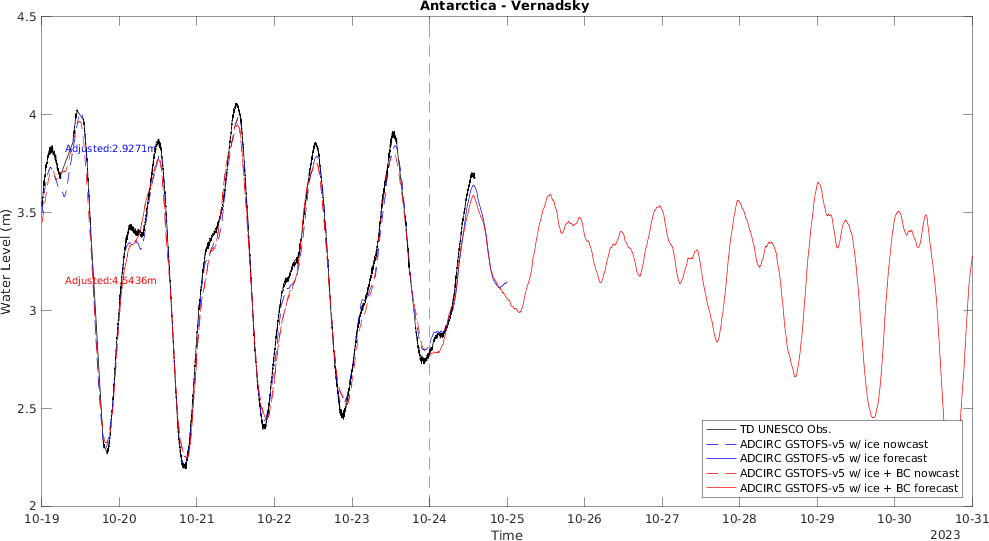 Antarctica - Vernadsky
4.5
4
3.5
3
2.5
2
Water Level (m)
Adjusted:2.9271m
Adjusted:4.5436m
TD UNESCO Obs.
ADCIRC GSTOFS-v5 w/ ice nowcast
ADCIRC GSTOFS-v5 w/ ice forecast
ADCIRC GSTOFS-v5 w/ ice + BC nowcast
ADCIRC GSTOFS-v5 w/ ice + BC forecast
10-19 10-20 10-21 10-22 10-23 10-24 10-25 10-26 10-27 10-28 10-29 10-30 10-31
Time
2023